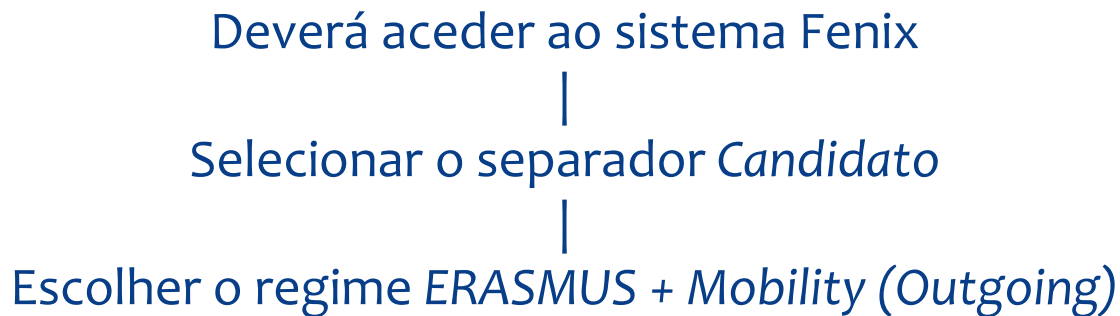 Deverá aceder ao sistema Fenix
|
Selecionar o separador Candidato
|
Escolher o regime ERASMUS + Mobility (Outgoing)